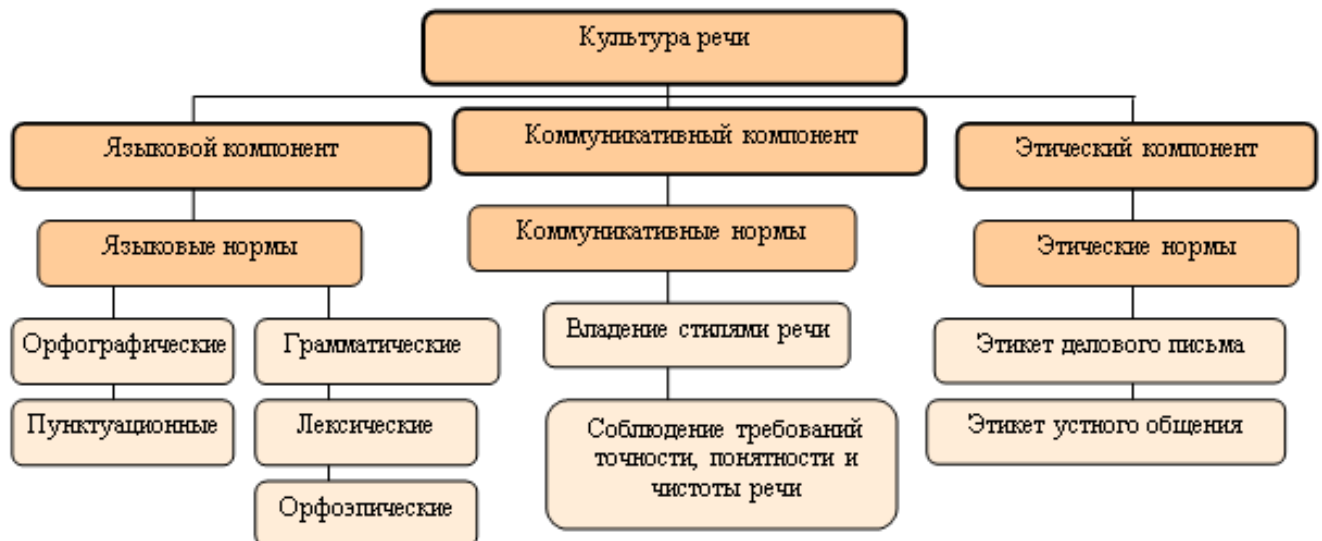 Культура речи
Языковой компонент
Коммуникативный компонент
Этический компонент
Языковые нормы
Коммуникативные нормы
Этические нормы
Орфографические
Грамматические
Владение стилями речи
Этикет делового письма
Пунктуационные
Лексические
Соблюдение требований
точности, понятности и
чистоты речи
Этикет устного общения
Орфоэпические